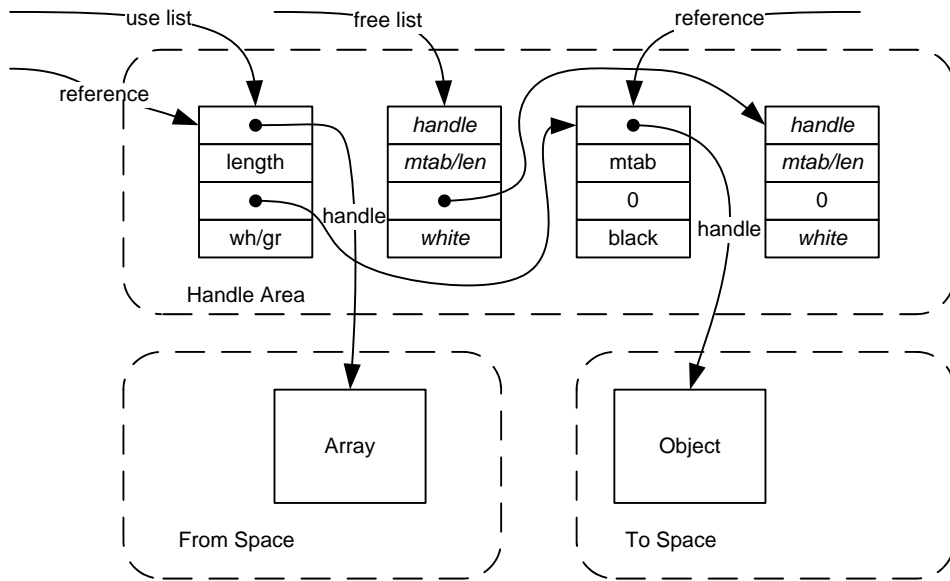 use list
free list
reference
reference
handle
handle
length
mtab/len
mtab
mtab/len
0
0
handle
handle
wh/gr
white
black
white
Handle Area
Array
Object
From Space
To Space